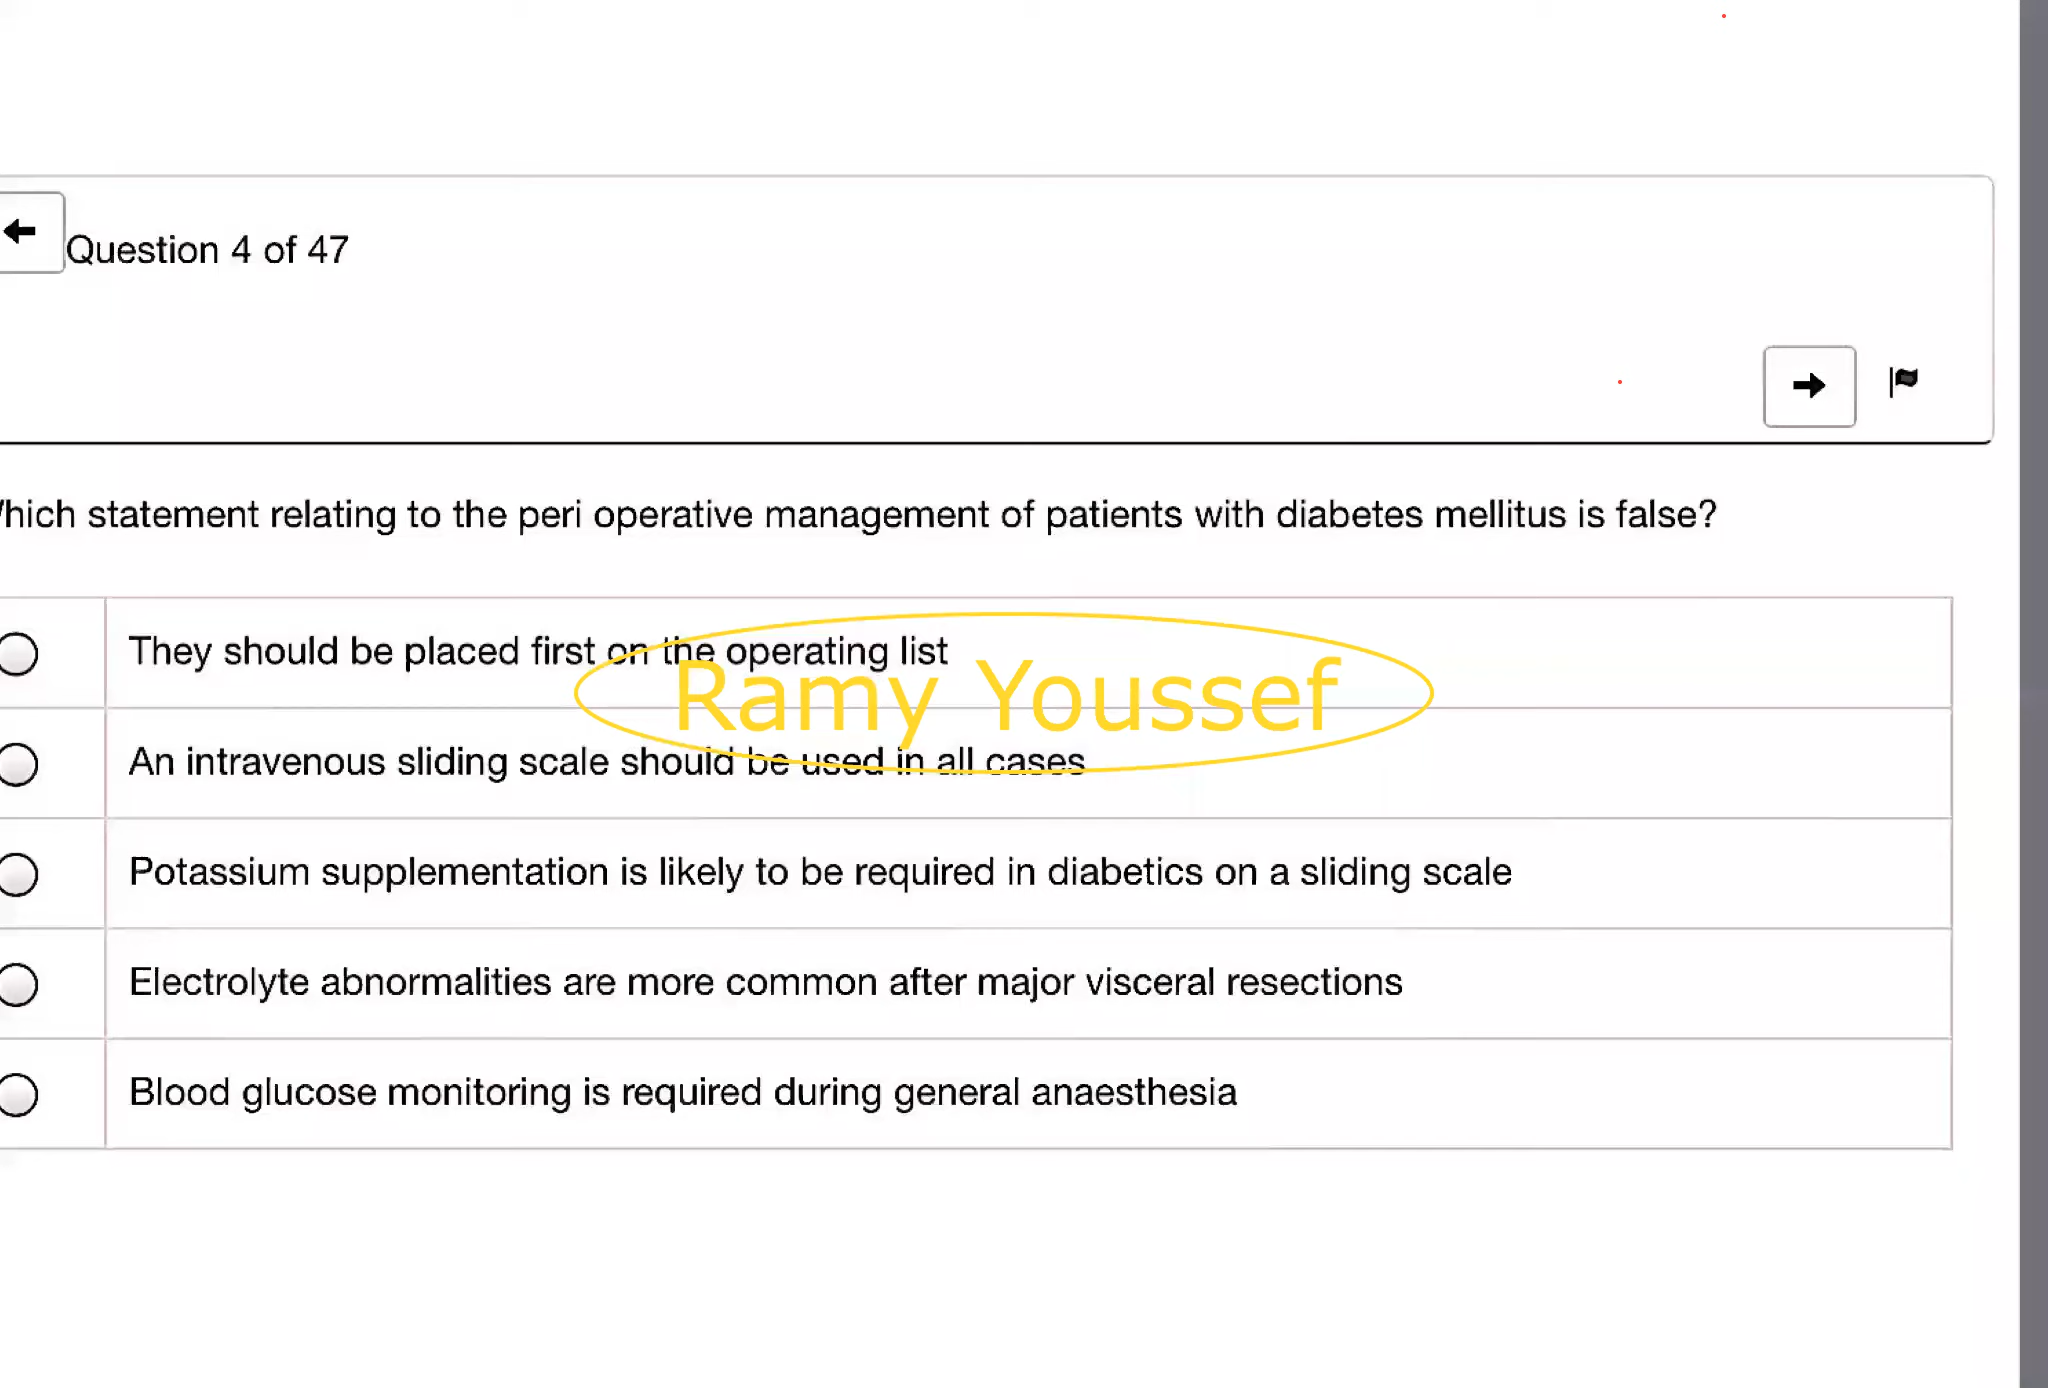 Question 4 of 47
hich statement relating to the peri operative management of patients with diabetes mellitus is false?
They should be placed first on the operating list
Ramy Youssef
An intravenous sliding scale should be used in all cases
Potassium supplementation is likely to be required in diabetics on a sliding scale
Electrolyte abnormalities are more common after major visceral resections
Blood glucose monitoring is required during general anaesthesia